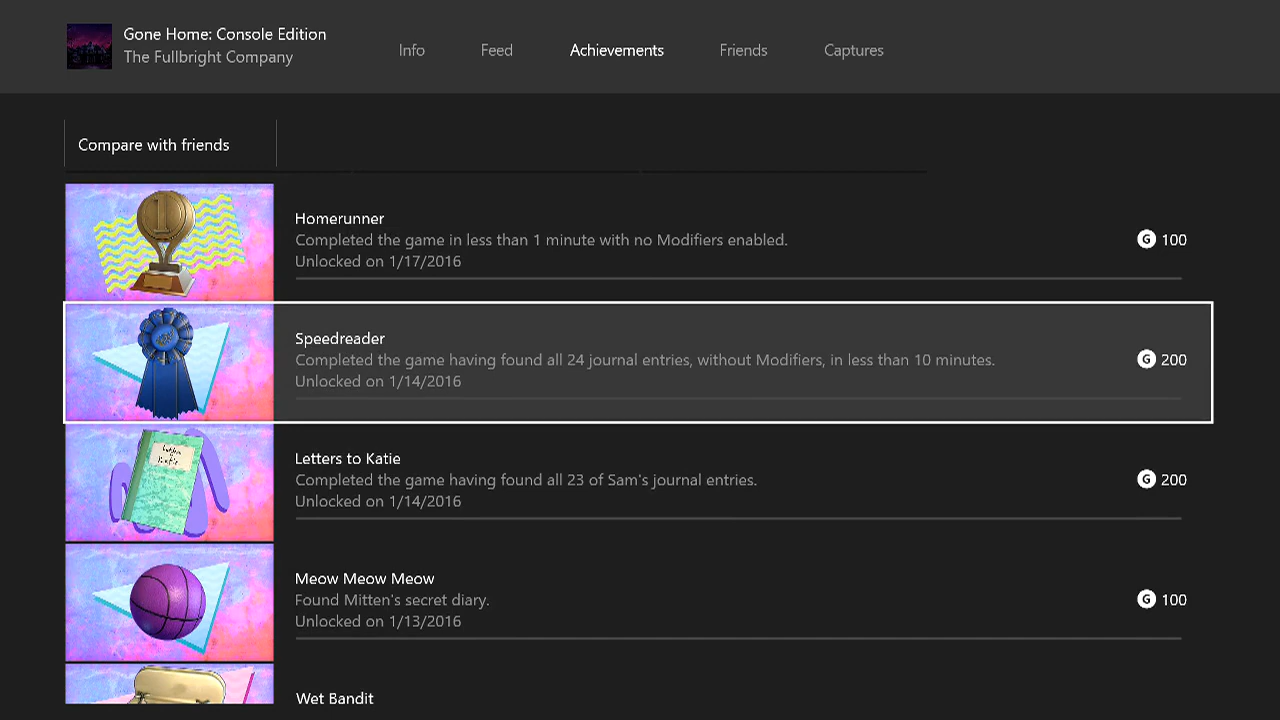 Gone Home: Console Edition
The Fullbright Company
Info
Feed
Achievements
Friends
Captures
Compare with friends
Homerunner
Completed the game in less than 1 minute with no Modifiers enabled.
Unlocked on 1/17/2016
G 100
Speedreader
Completed the game having found all 24 journal entries, without Modifiers, in less than 10 minutes.
Unlocked on 1/14/2016
G 200
Letters to Katie
Completed the game having found all 23 of Sam's journal entries.
Unlocked on 1/14/2016
G 200
Meow Meow Meow
Found Mitten's secret diary.
Unlocked on 1/13/2016
G 100
Wet Bandit